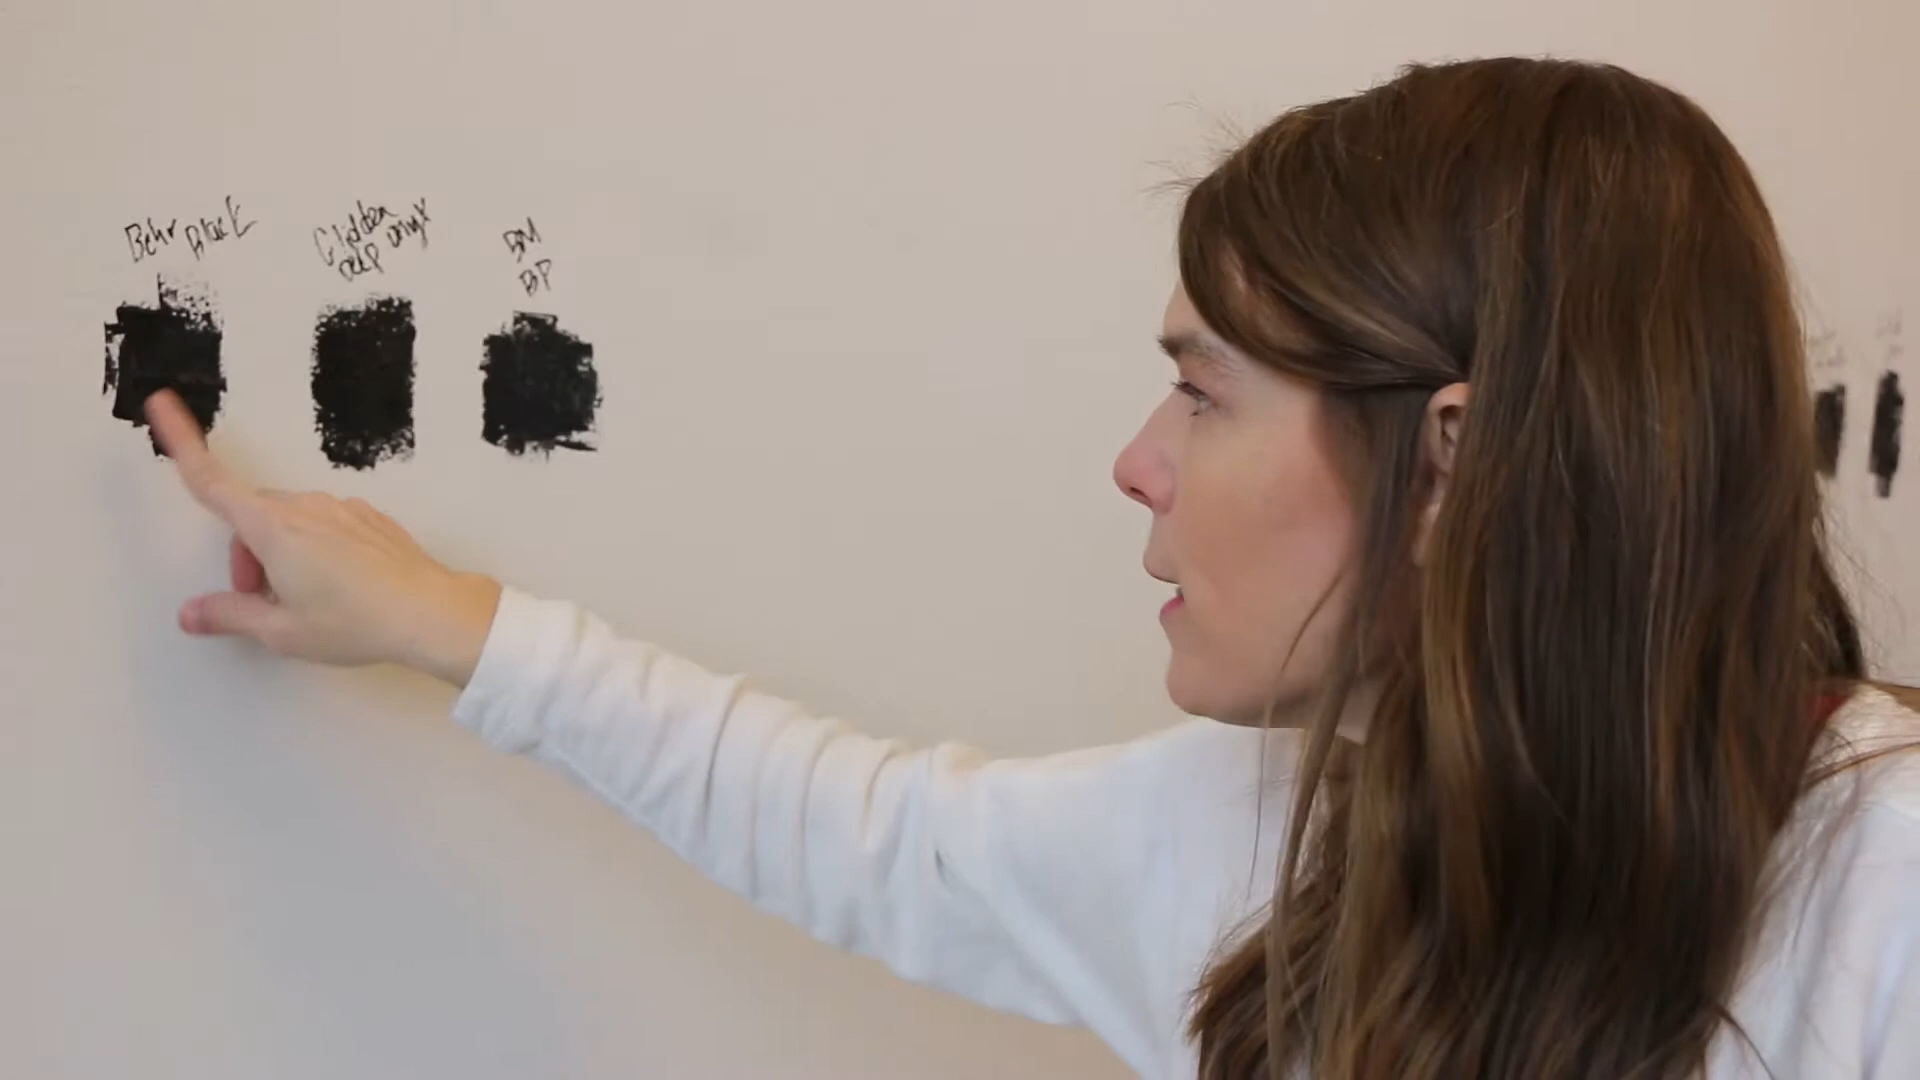 Behr Black
Glidden
deep onyx
BM
BP